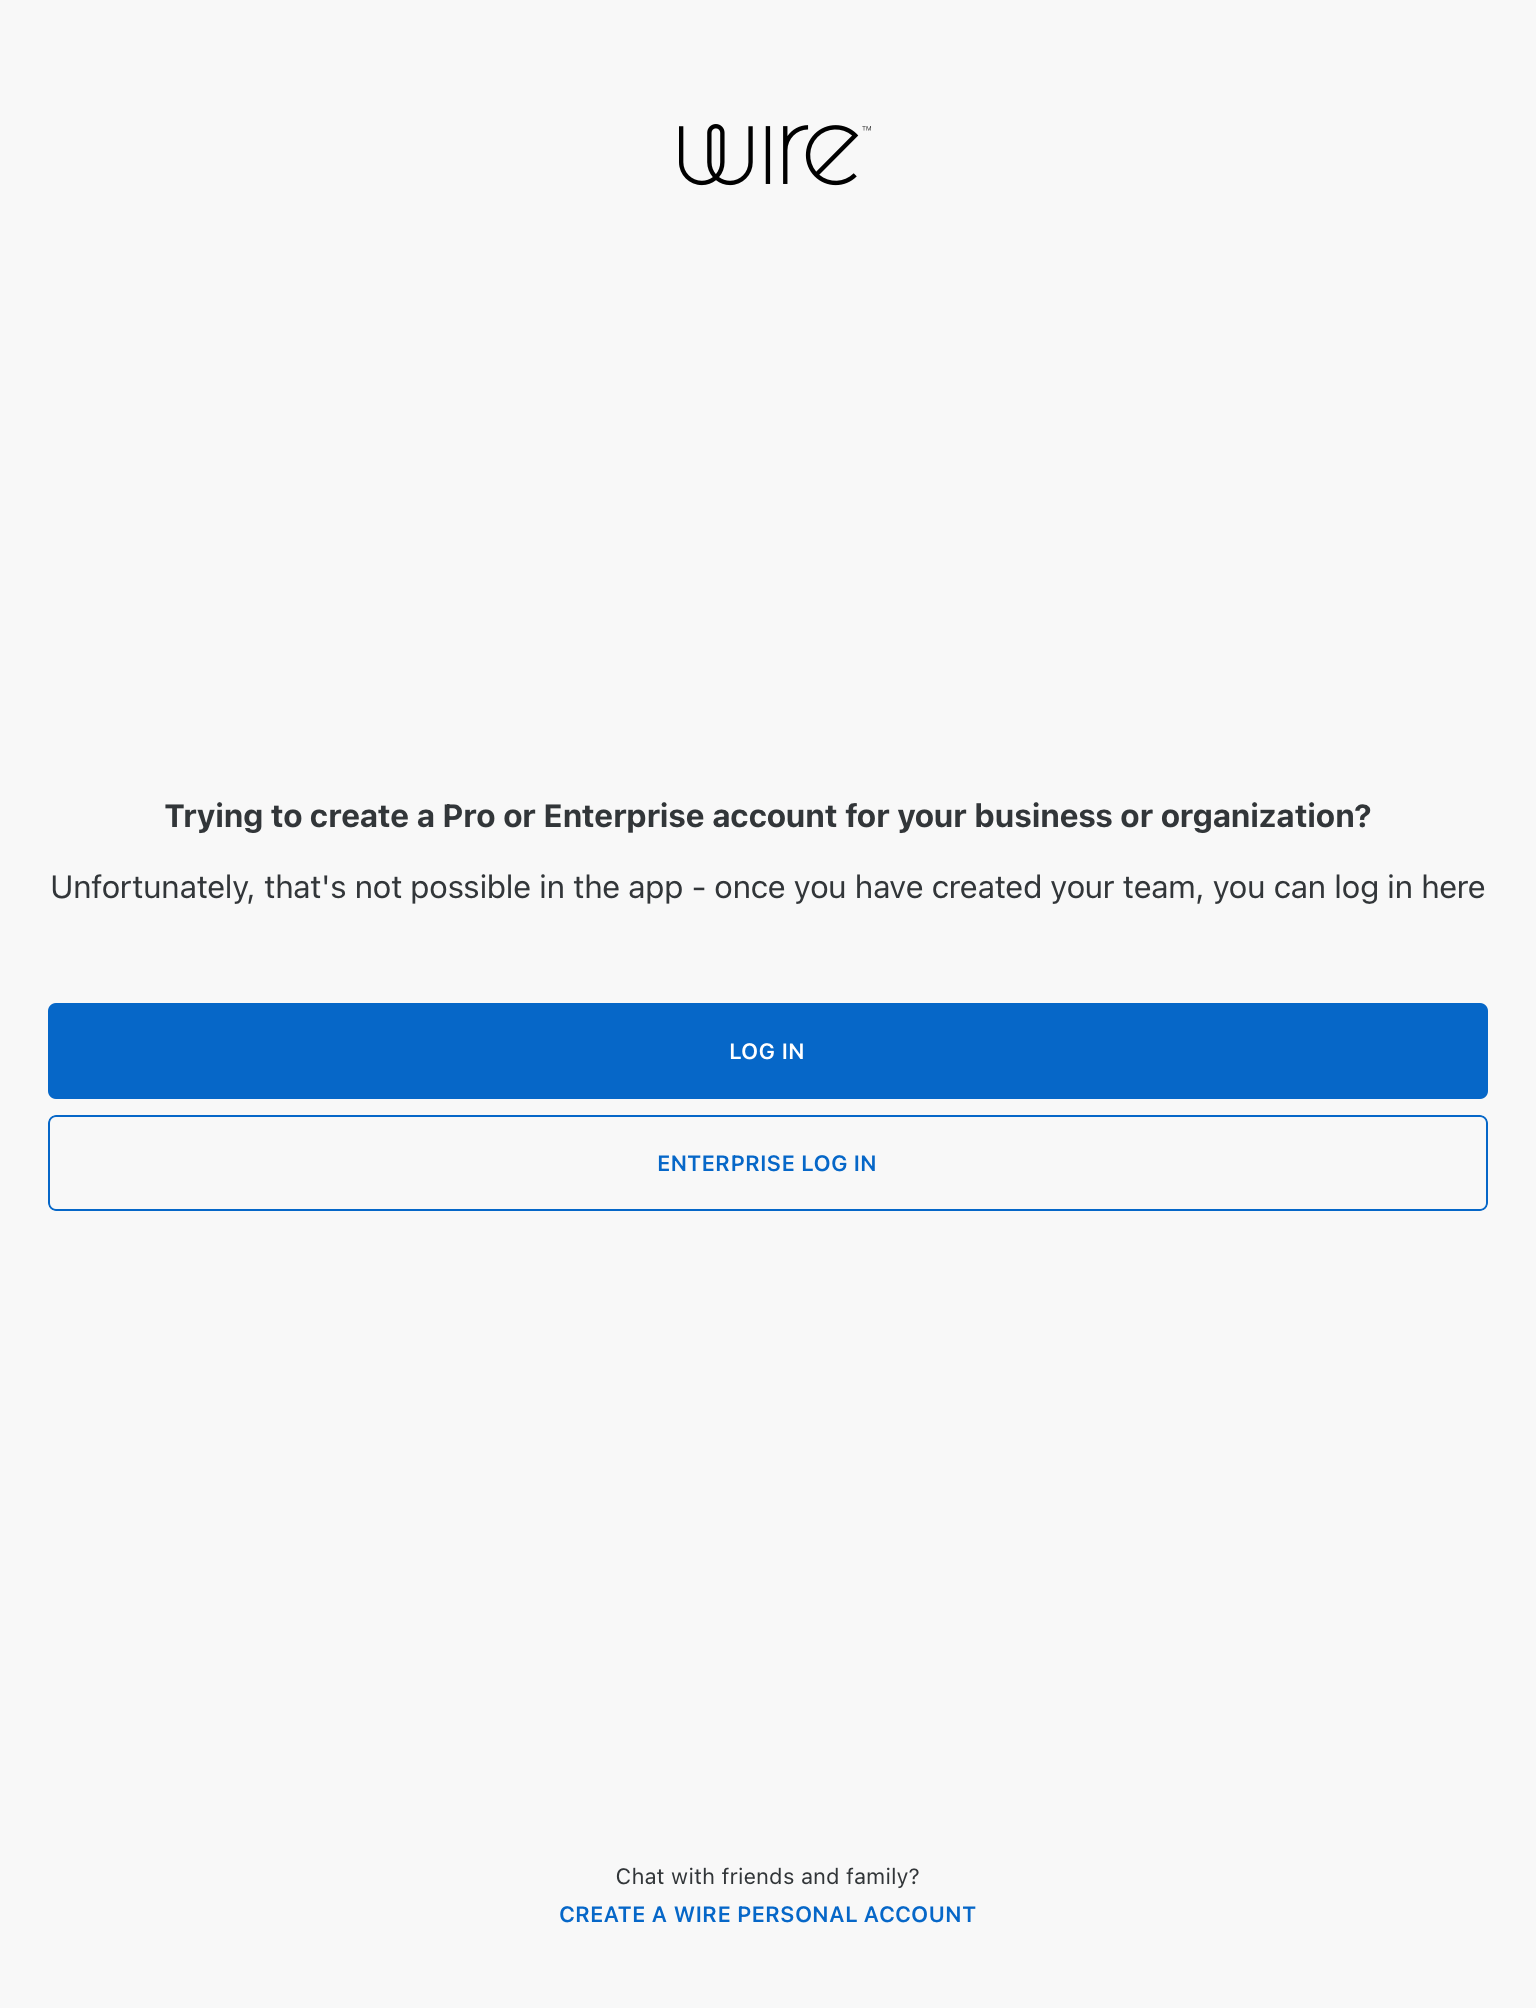 wire™
Trying to create a Pro or Enterprise account for your business or organization?
Unfortunately, that's not possible in the app - once you have created your team, you can log in here
LOG IN
ENTERPRISE LOG IN
Chat with friends and family?
CREATE A WIRE PERSONAL ACCOUNT